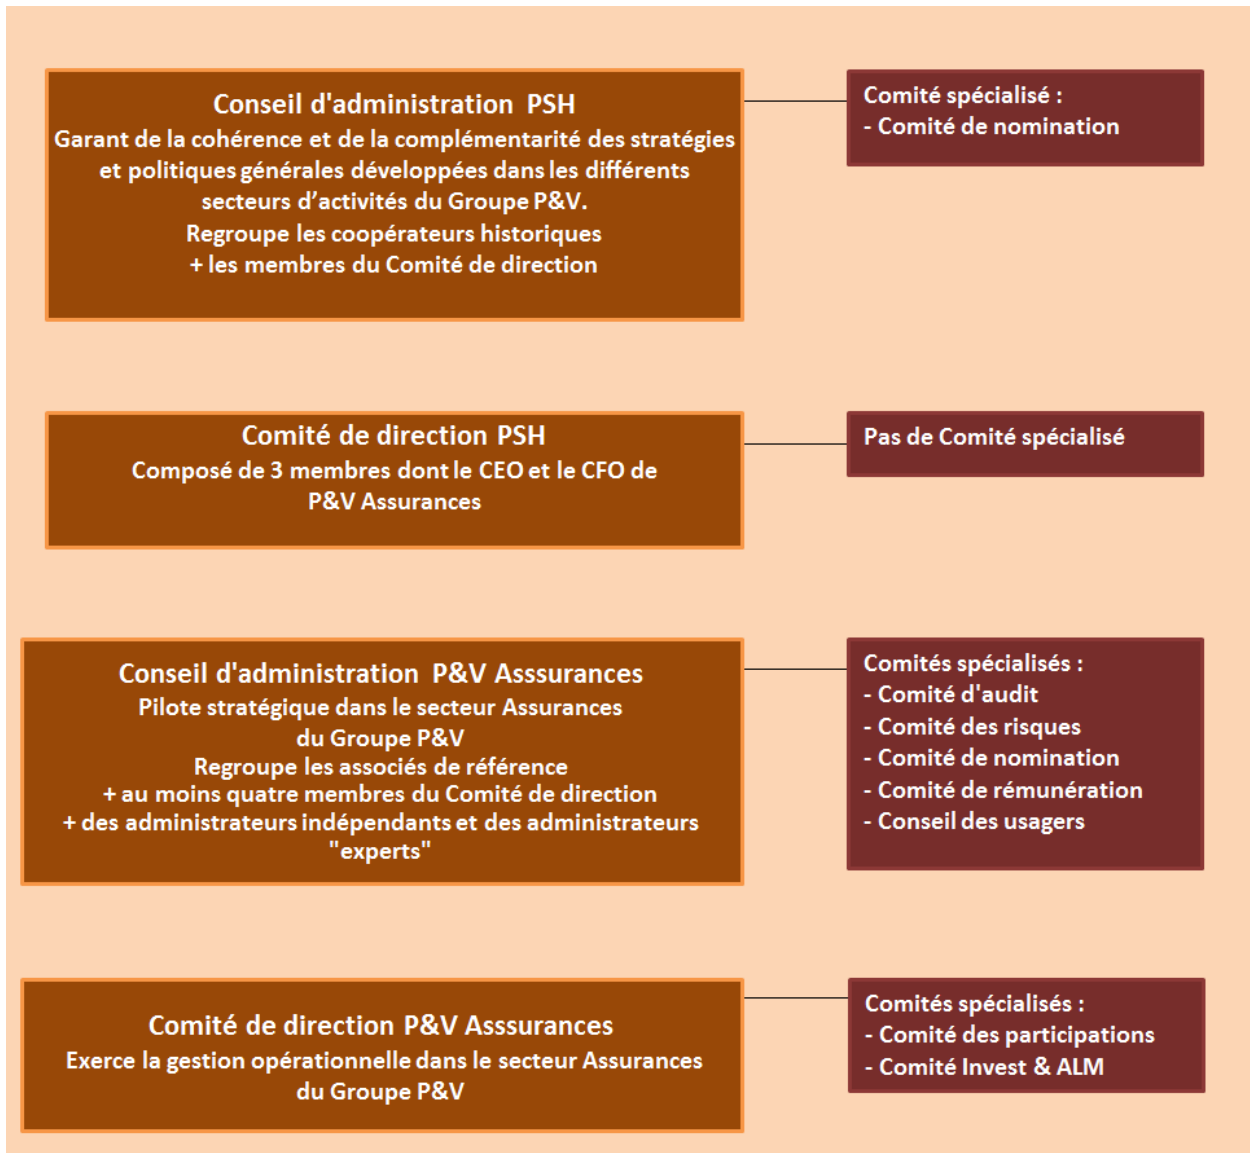 Conseil d'administration PSH
Garant de la cohérence et de la complémentarité des stratégies
et politiques générales développées dans les différents
secteurs d’activités du Groupe P&V.
Regroupe les coopérateurs historiques
+ les membres du Comité de direction
Comité spécialisé :
- Comité de nomination
Comité de direction PSH
Composé de 3 membres dont le CEO et le CFO de
P&V Assurances
Pas de Comité spécialisé
Conseil d'administration P&V Asssurances
Pilote stratégique dans le secteur Assurances
du Groupe P&V
Regroupe les associés de référence
+ au moins quatre membres du Comité de direction
+ des administrateurs indépendants et des administrateurs
"experts"
Comités spécialisés :
- Comité d'audit
- Comité des risques
- Comité de nomination
- Comité de rémunération
- Conseil des usagers
Comité de direction P&V Asssurances
Exerce la gestion opérationnelle dans le secteur Assurances
du Groupe P&V
Comités spécialisés :
- Comité des participations
- Comité Invest & ALM